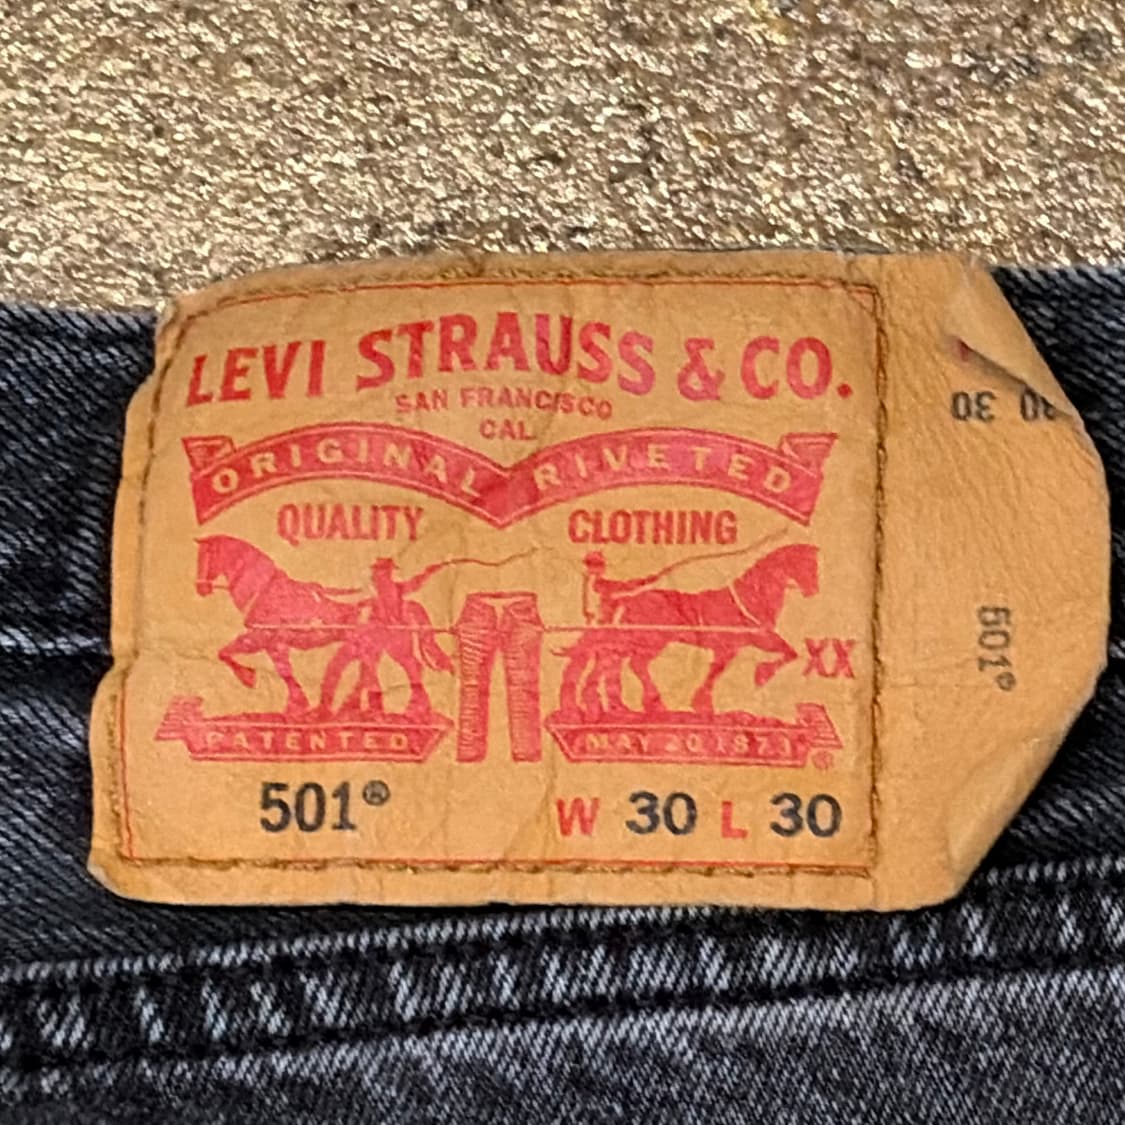 LEVI STRAUSS & CO.
SAN FRANCISCO
CAL
ORIGINAL RIVETED
QUALITY CLOTHING
XX
PATENTED MAY 20 1873
®
501® W 30 L 30
30 30
501®